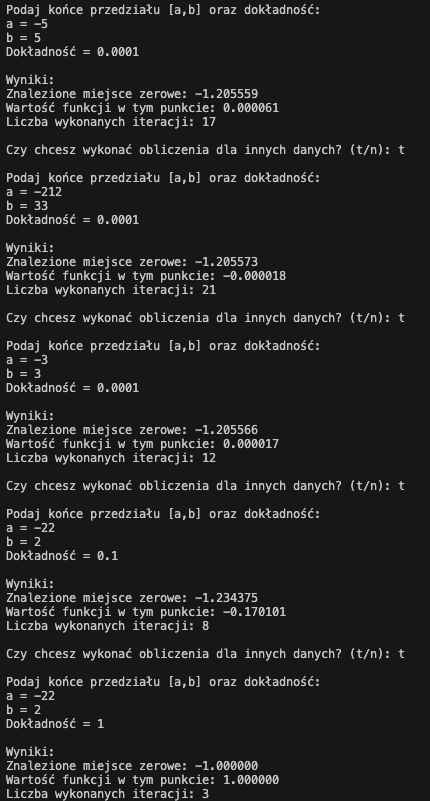 Podaj końce przedziału [a,b] oraz dokładność:
a = -5
b = 5
Dokładność = 0.0001

Wyniki:
Znalezione miejsce zerowe: -1.205559
Wartość funkcji w tym punkcie: 0.000061
Liczba wykonanych iteracji: 17

Czy chcesz wykonać obliczenia dla innych danych? (t/n): t

Podaj końce przedziału [a,b] oraz dokładność:
a = -212
b = 33
Dokładność = 0.0001

Wyniki:
Znalezione miejsce zerowe: -1.205573
Wartość funkcji w tym punkcie: -0.000018
Liczba wykonanych iteracji: 21

Czy chcesz wykonać obliczenia dla innych danych? (t/n): t

Podaj końce przedziału [a,b] oraz dokładność:
a = -3
b = 3
Dokładność = 0.0001

Wyniki:
Znalezione miejsce zerowe: -1.205566
Wartość funkcji w tym punkcie: 0.000017
Liczba wykonanych iteracji: 12

Czy chcesz wykonać obliczenia dla innych danych? (t/n): t

Podaj końce przedziału [a,b] oraz dokładność:
a = -22
b = 2
Dokładność = 0.1

Wyniki:
Znalezione miejsce zerowe: -1.234375
Wartość funkcji w tym punkcie: -0.170101
Liczba wykonanych iteracji: 8

Czy chcesz wykonać obliczenia dla innych danych? (t/n): t

Podaj końce przedziału [a,b] oraz dokładność:
a = -22
b = 2
Dokładność = 1

Wyniki:
Znalezione miejsce zerowe: -1.000000
Wartość funkcji w tym punkcie: 1.000000
Liczba wykonanych iteracji: 3